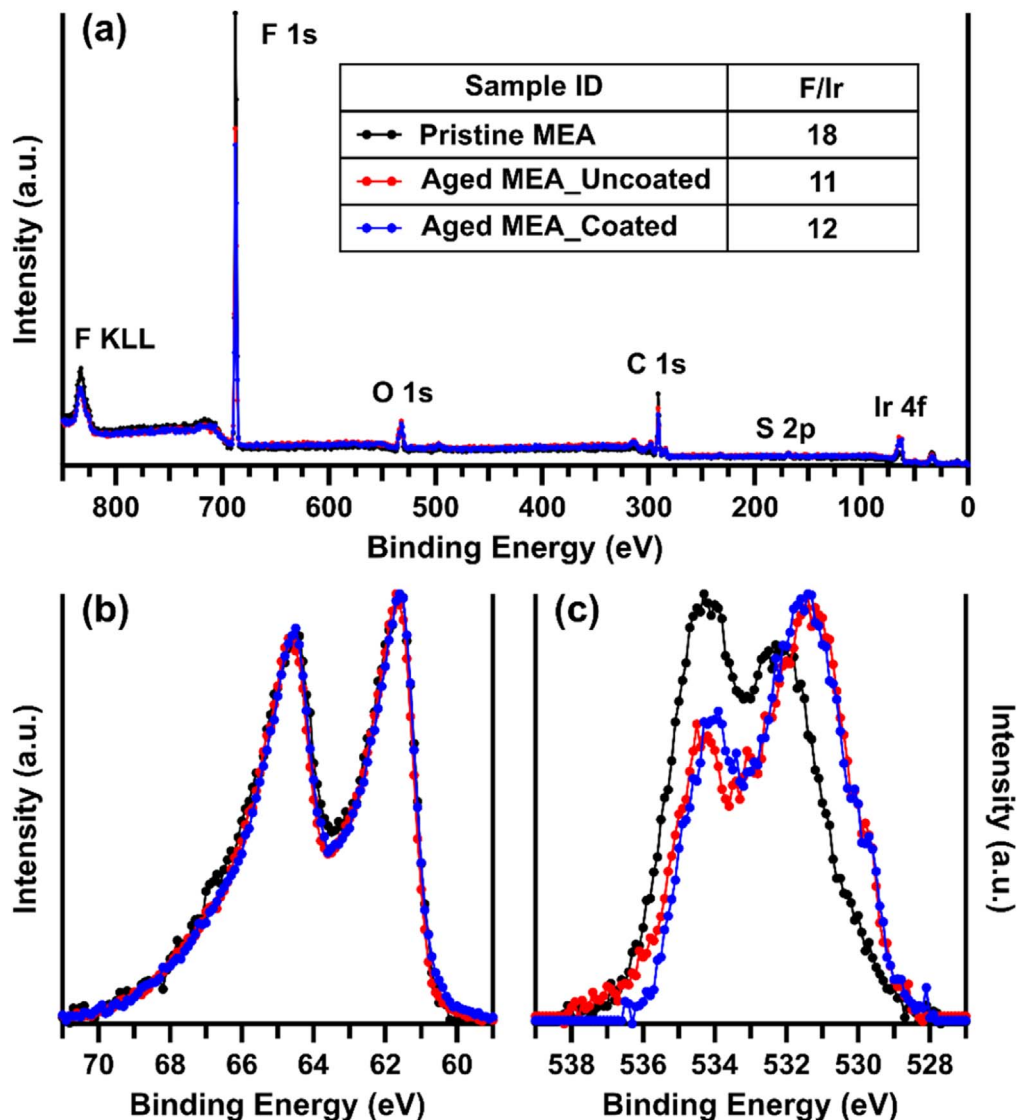 (a)
F 1s
Sample ID F/Ir
Pristine MEA 18
Aged MEA_Uncoated 11
Aged MEA_Coated 12
F KLL
O 1s
C 1s
S 2p
Ir 4f
Intensity (a.u.)
800 700 600 500 400 300 200 100 0
Binding Energy (eV)
(b)
Intensity (a.u.)
70 68 66 64 62 60
Binding Energy (eV)
(c)
Intensity (a.u.)
538 536 534 532 530 528
Binding Energy (eV)